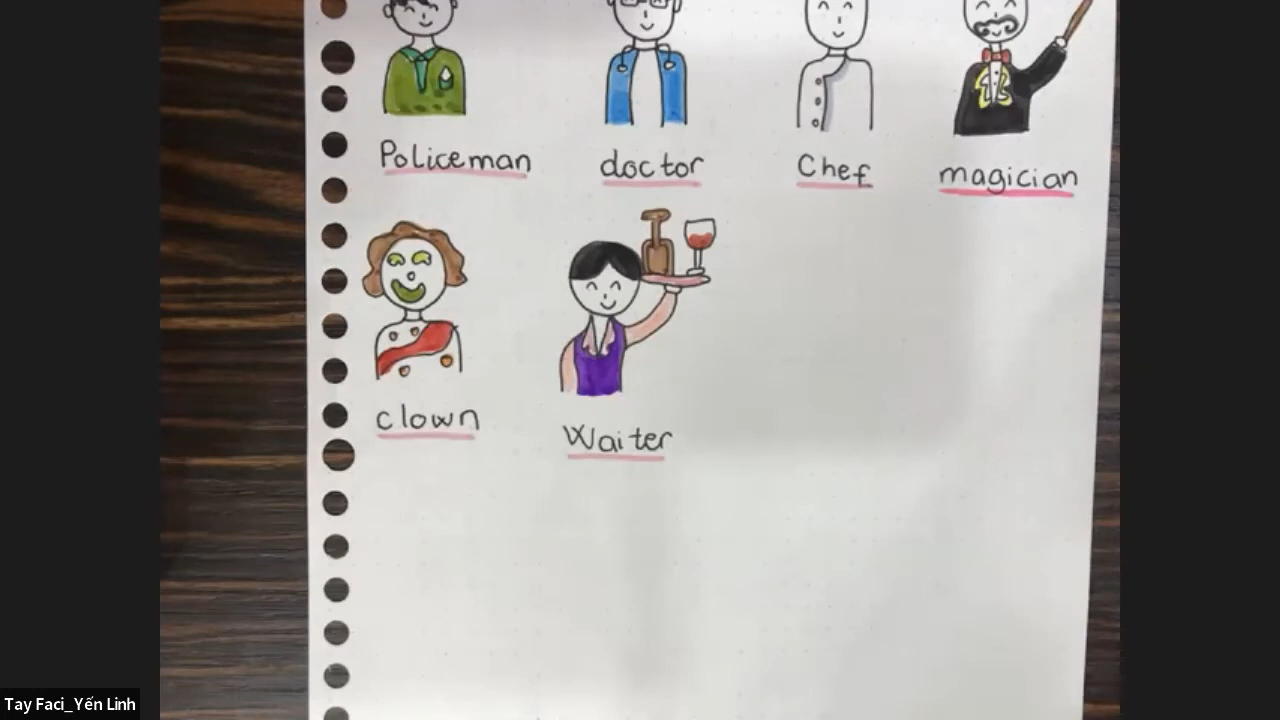 Policeman doctor Chef magician
clown Waiter
Tay Faci_Yến Linh